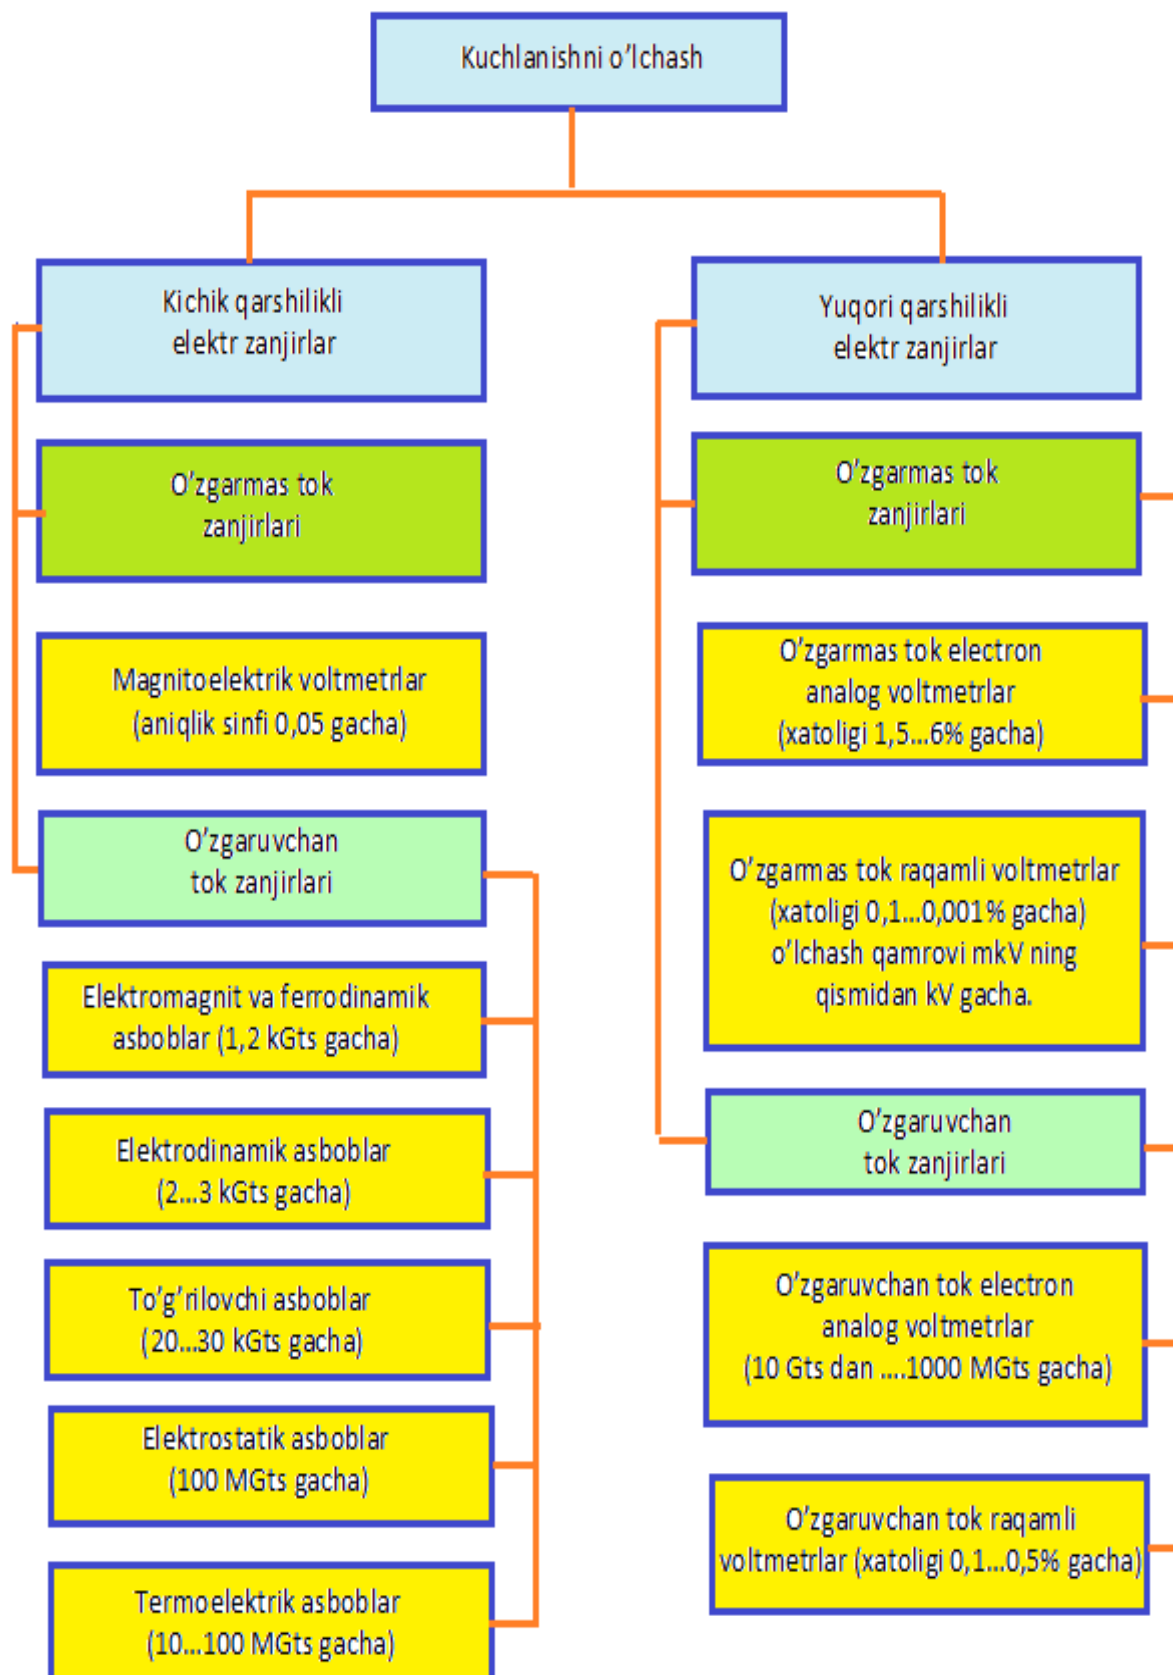 Kuchlanishni o’lchash
Kichik qarshilikli
elektr zanjirlar
O’zgarmas tok
zanjirlari
Magnitoelektrik voltmetrlar
(aniqlik sinfi 0,05 gacha)
O’zgaruvchan
tok zanjirlari
Elektromagnit va ferrodinamik
asboblar (1,2 kGts gacha)
Elektrodinamik asboblar
(2...3 kGts gacha)
To’g’rilovchi asboblar
(20...30 kGts gacha)
Elektrostatik asboblar
(100 MGts gacha)
Termoelektrik asboblar
(10...100 MGts gacha)
Yuqori qarshilikli
elektr zanjirlar
O’zgarmas tok
zanjirlari
O’zgarmas tok electron
analog voltmetrlar
(xatoligi 1,5...6% gacha)
O’zgarmas tok raqamli voltmetrlar
(xatoligi 0,1...0,001% gacha)
o’lchash qamrovi mkV ning
qismidan kV gacha.
O’zgaruvchan
tok zanjirlari
O’zgaruvchan tok electron
analog voltmetrlar
(10 Gts dan ....1000 MGts gacha)
O’zgaruvchan tok raqamli
voltmetrlar (xatoligi 0,1...0,5% gacha)